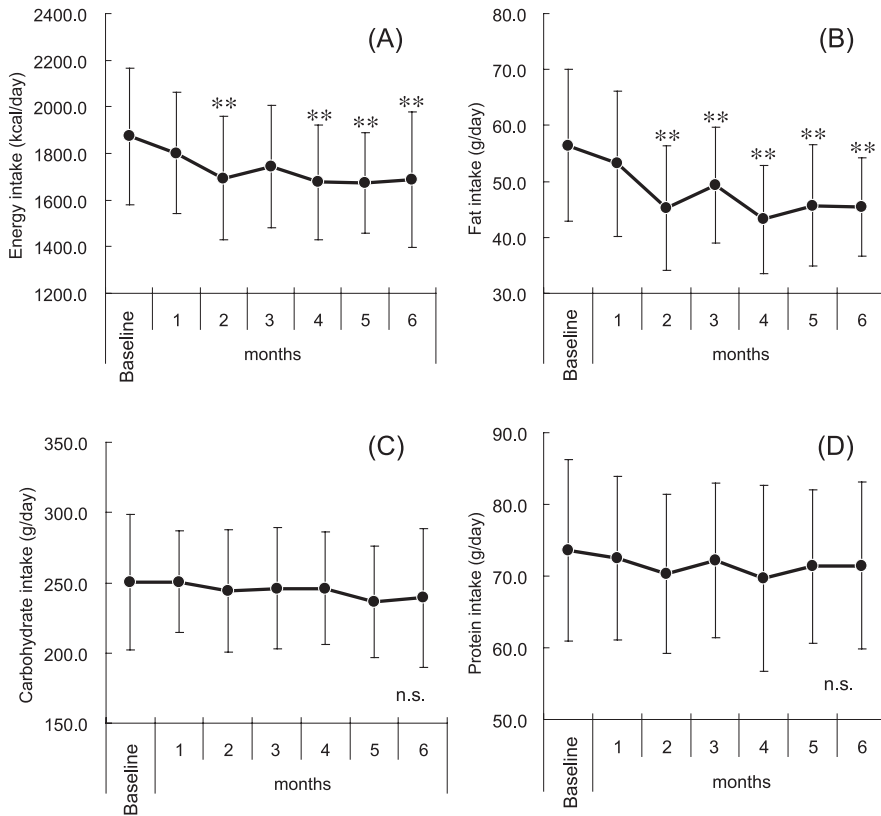 (A)
Energy intake (kcal/day)
2400.0
2200.0
2000.0
1800.0
1600.0
1400.0
1200.0
** ** ** **
Baseline 1 2 3 4 5 6
months
(B)
Fat intake (g/day)
70.0
60.0
50.0
40.0
30.0
** ** ** ** **
Baseline 1 2 3 4 5 6
months
(C)
Carbohydrate intake (g/day)
350.0
300.0
250.0
200.0
150.0
n.s.
Baseline 1 2 3 4 5 6
months
(D)
Protein intake (g/day)
90.0
80.0
70.0
60.0
50.0
n.s.
Baseline 1 2 3 4 5 6
months